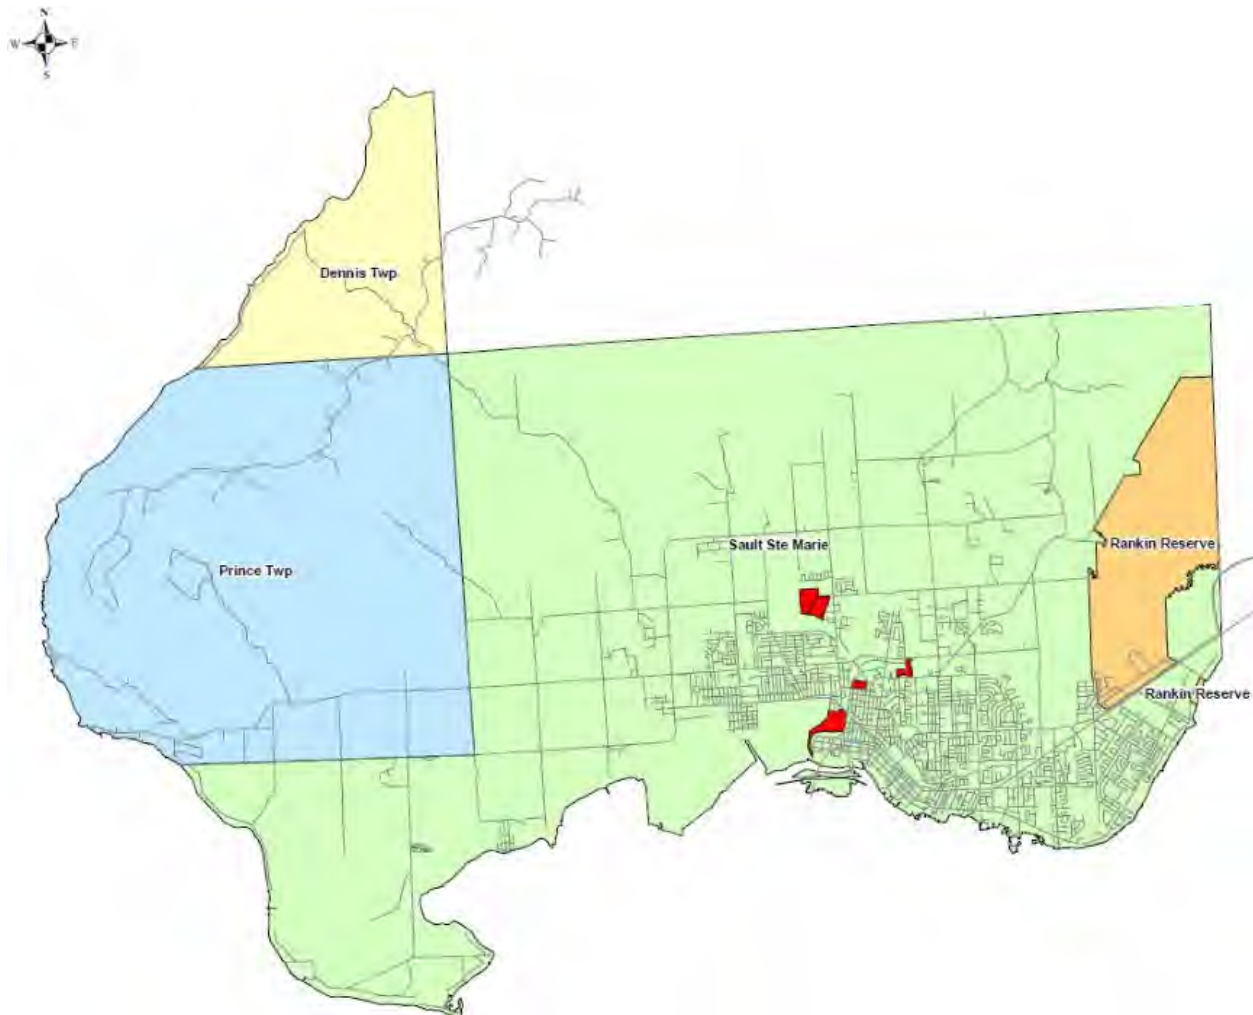 N
W E
S
Dennis Twp
Sault Ste Marie
Rankin Reserve
Prince Twp
Rankin Reserve